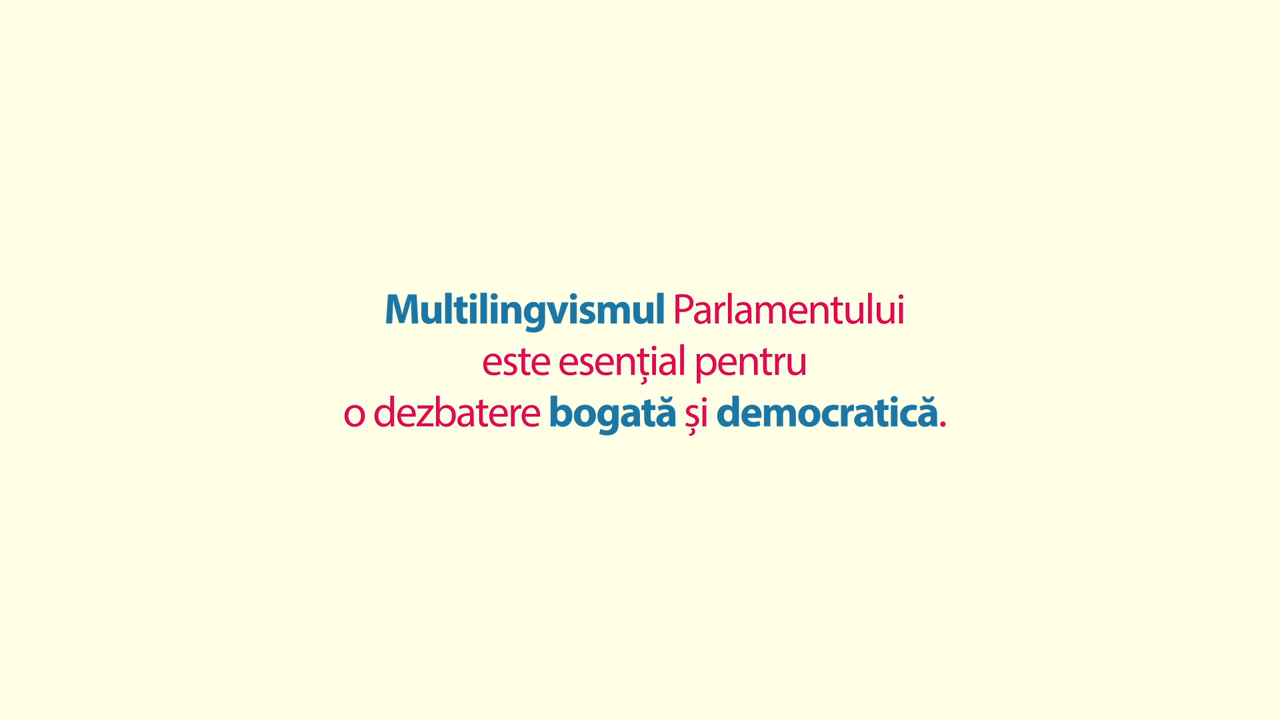 Multilingvismul Parlamentului
este esențial pentru
o dezbatere bogată și democratică.